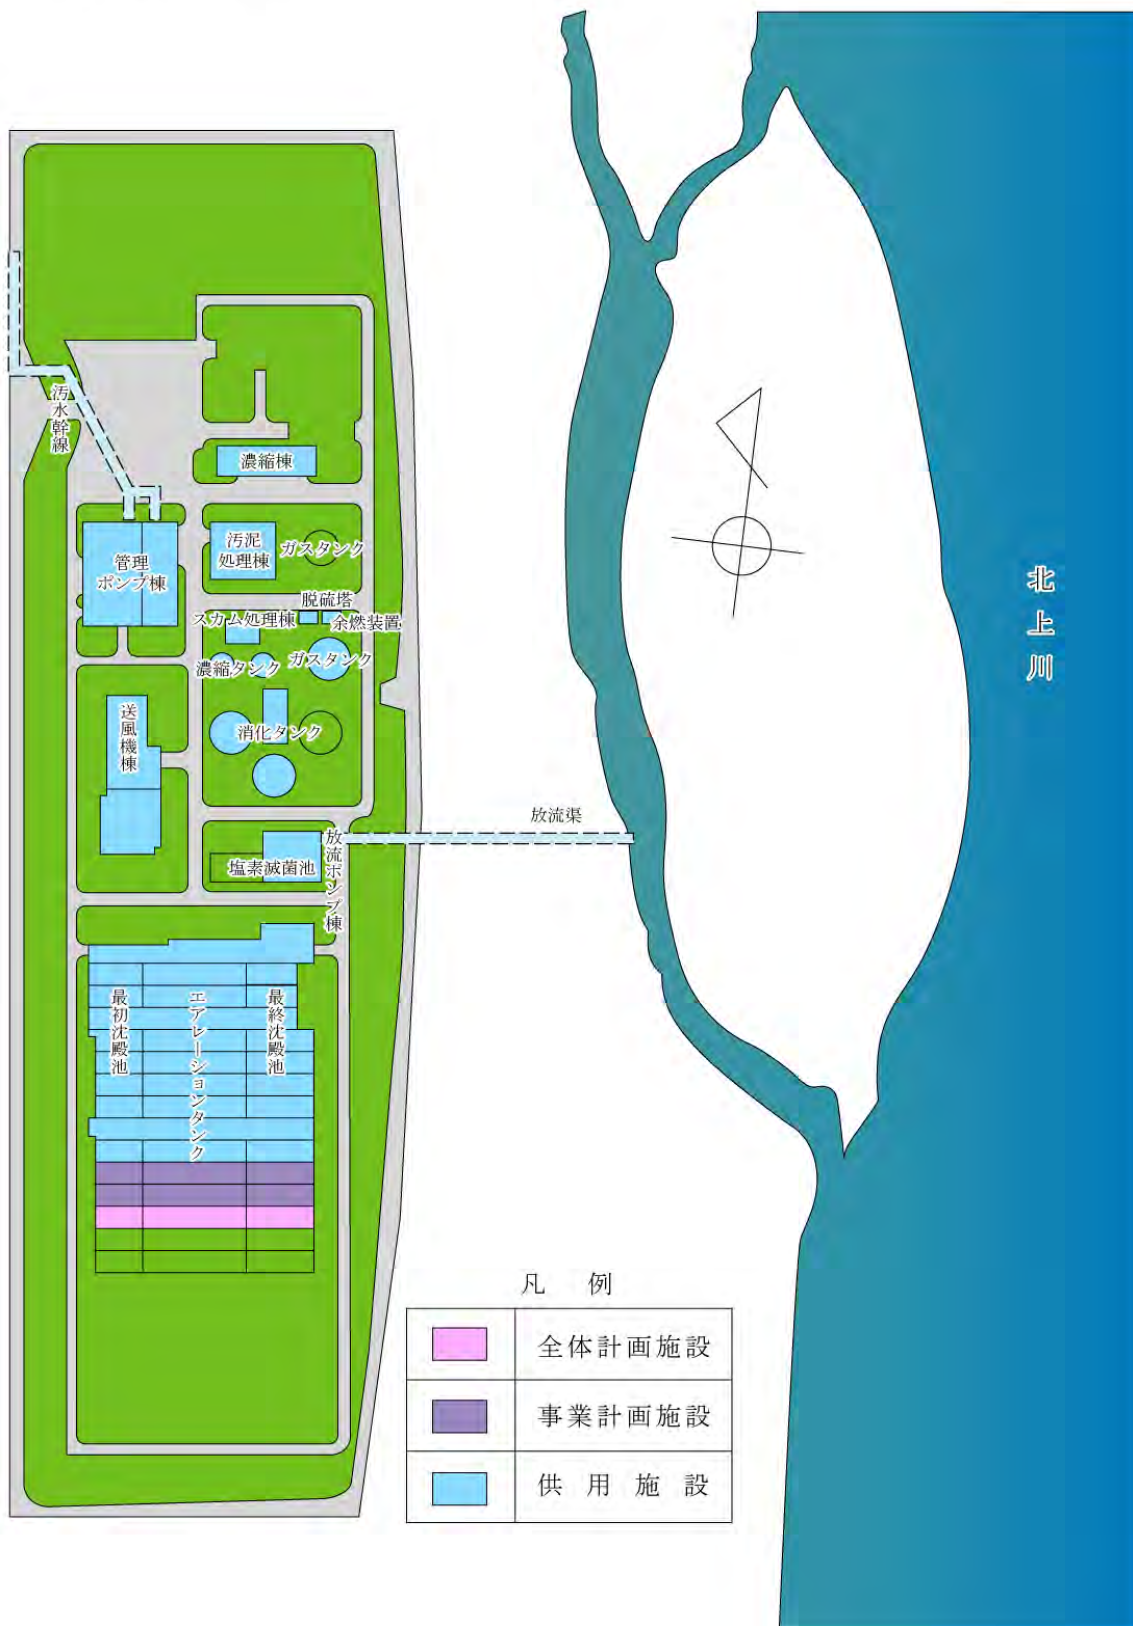 汚水幹線
濃縮棟
汚泥
処理棟
ガスタンク
管理
ポンプ棟
脱硫塔
スカム処理棟
余燃装置
濃縮タンク
ガスタンク
送風機棟
消化タンク
放流渠
放流ポンプ棟
塩素滅菌池
最初沈殿池
エアレーションタンク
最終沈殿池
北上川
凡例
全体計画施設
事業計画施設
供用施設